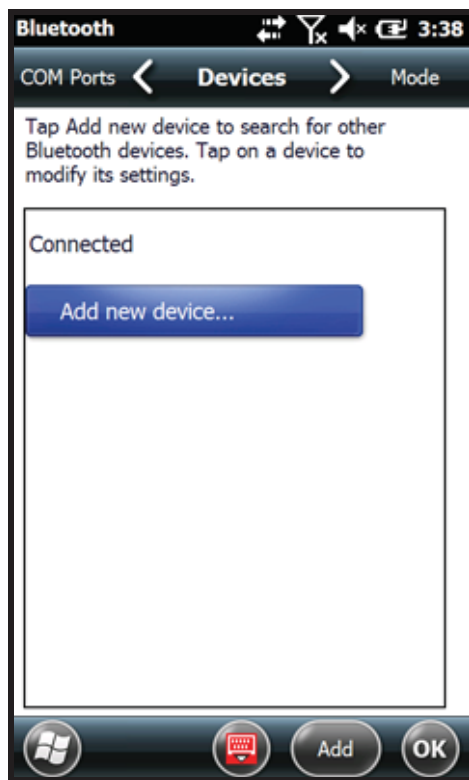 Bluetooth 3:38
COM Ports Devices Mode
Tap Add new device to search for other
Bluetooth devices. Tap on a device to
modify its settings.
Connected
Add new device...
Add OK